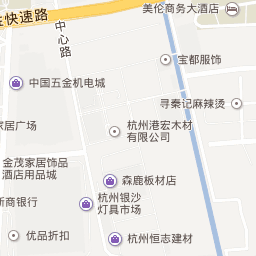 美伦商务大酒店
快速路
中心路
宝都服饰
中国五金机电城
寻秦记麻辣烫
家居广场
杭州港宏木材
有限公司
金茂家居饰品
酒店用品城
森鹿板材店
杭州银沙
灯具市场
新商银行
优品折扣
杭州恒志建材